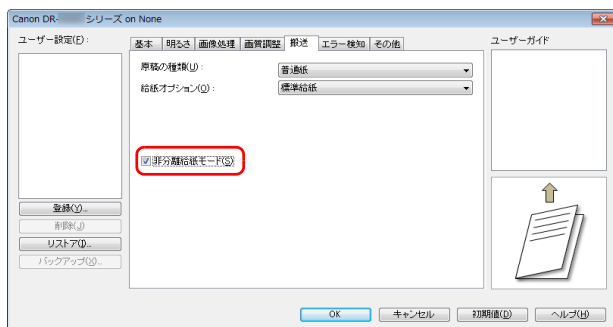 Canon DR- シリーズ on None
ユーザー設定(F):
基本 明るさ 画像処理 画質調整 搬送 エラー検知 その他
ユーザーガイド
原稿の種類(U):
普通紙
給紙オプション(O):
標準給紙
非分離給紙モード(S)
登録(Y)...
削除(J)
リストア(I)...
バックアップ(X)...
OK キャンセル 初期値(D) ヘルプ(H)